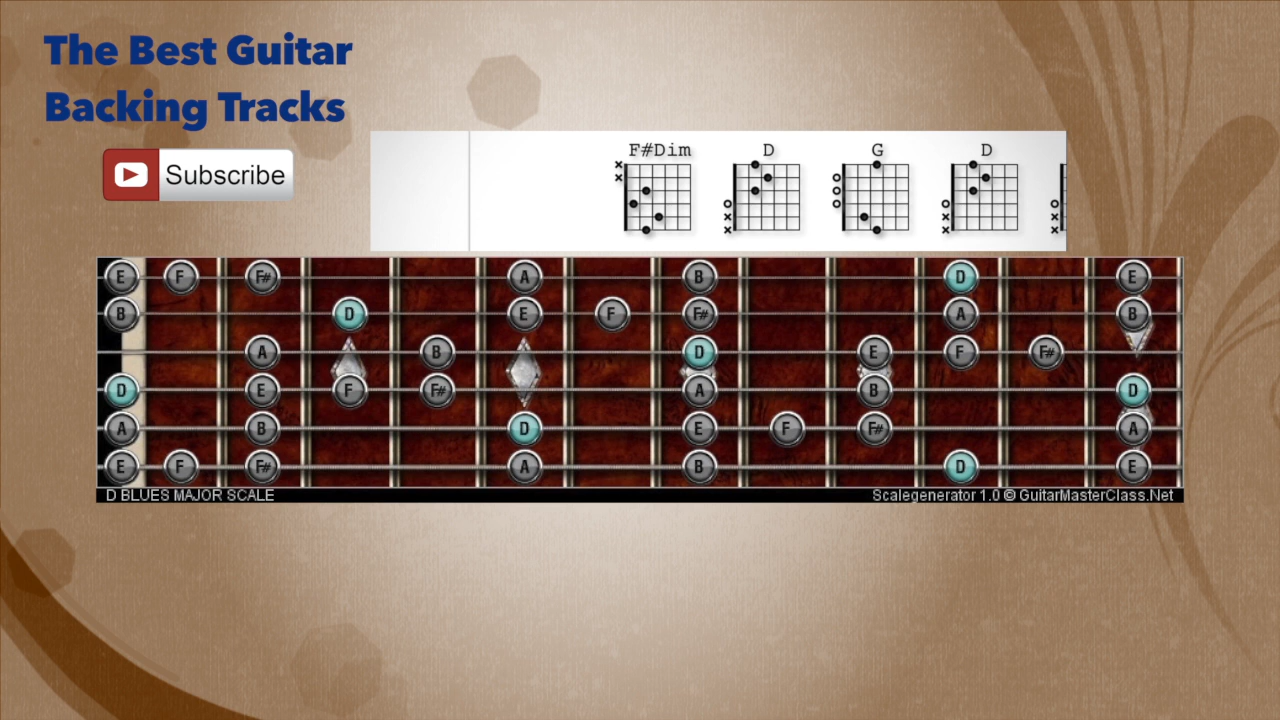 The Best Guitar
Backing Tracks
Subscribe
F#Dim D G D
E F F# A B D E
B D E F F# A B
A B D E F F#
D E F F# A B D
A B D E F F# A
E F F# A B D E
D BLUES MAJOR SCALE
Scalegenerator 1.0 © GuitarMasterClass.Net